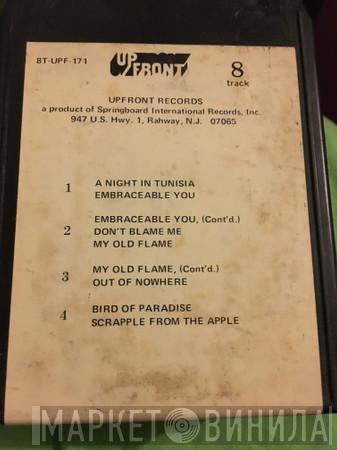 8T-UPF-171
UP FRONT
8
track
UPFRONT RECORDS
a product of Springboard International Records, Inc.
947 U.S. Hwy. 1, Rahway, N.J. 07065
1 A NIGHT IN TUNISIA
EMBRACEABLE YOU
EMBRACEABLE YOU, (Cont'd.)
2 DON'T BLAME ME
MY OLD FLAME
3 MY OLD FLAME, (Cont'd.)
OUT OF NOWHERE
4 BIRD OF PARADISE
SCRAPPLE FROM THE APPLE
МАРКЕТ ВИНИЛА